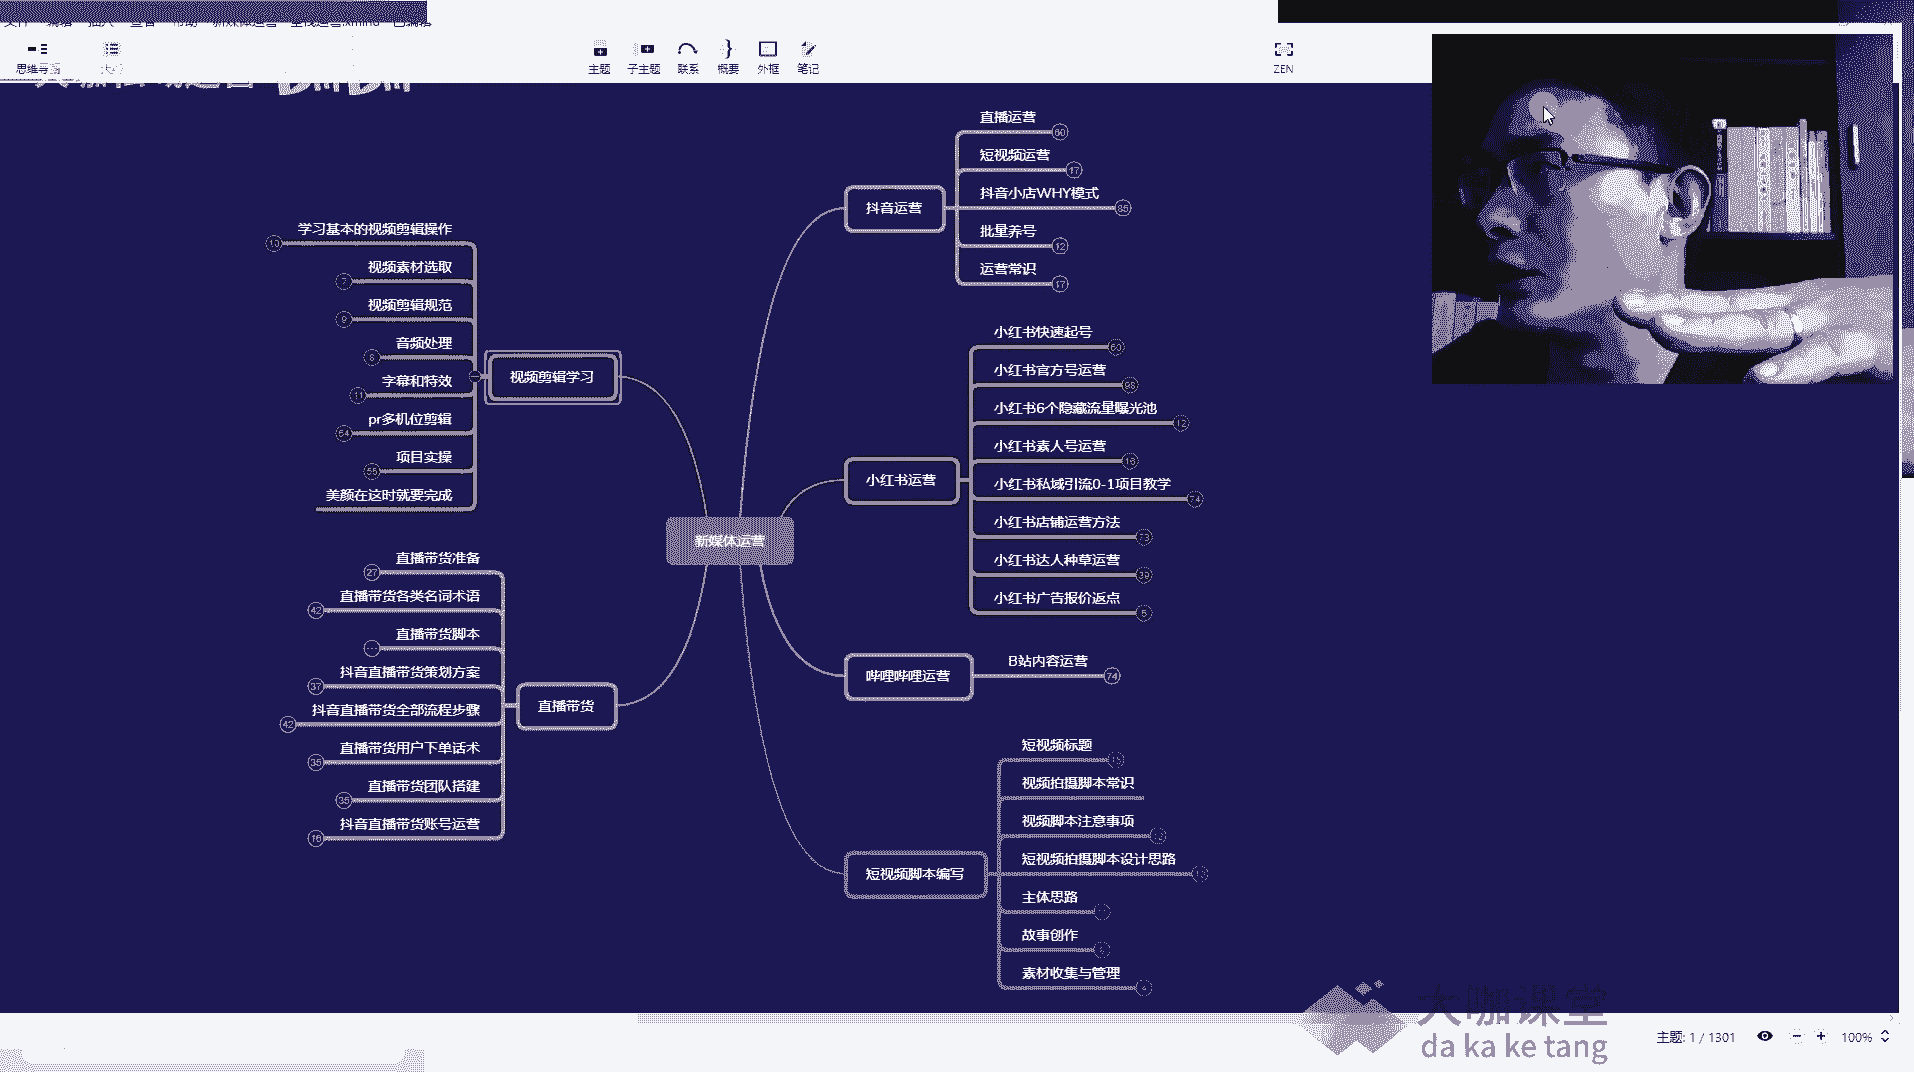 思维导图
主题
子主题
联系
概要
外框
笔记
ZEN
新媒体运营
抖音运营
直播运营
60
短视频运营
17
抖音小店WHY模式
85
批量养号
12
运营常识
17
小红书运营
小红书快速起号
60
小红书官方号运营
98
小红书6个隐藏流量曝光池
12
小红书素人号运营
16
小红书私域引流0-1项目教学
74
小红书店铺运营方法
小红书达人种草运营
39
小红书广告报价返点
5
哔哩哔哩运营
B站内容运营
74
短视频脚本编写
短视频标题
视频拍摄脚本常识
视频脚本注意事项
短视频拍摄脚本设计思路
主体思路
故事创作
素材收集与管理
4
视频剪辑学习
学习基本的视频剪辑操作
视频素材选取
视频剪辑规范
9
音频处理
8
字幕和特效
11
pr多机位剪辑
54
项目实操
55
美颜在这时就要完成
直播带货
直播带货准备
27
直播带货各类名词术语
42
直播带货脚本
抖音直播带货策划方案
37
抖音直播带货全部流程步骤
42
直播带货用户下单话术
35
直播带货团队搭建
35
抖音直播带货账号运营
16
大咖课堂
da ka ke tang
主题: 1 / 1301
100%